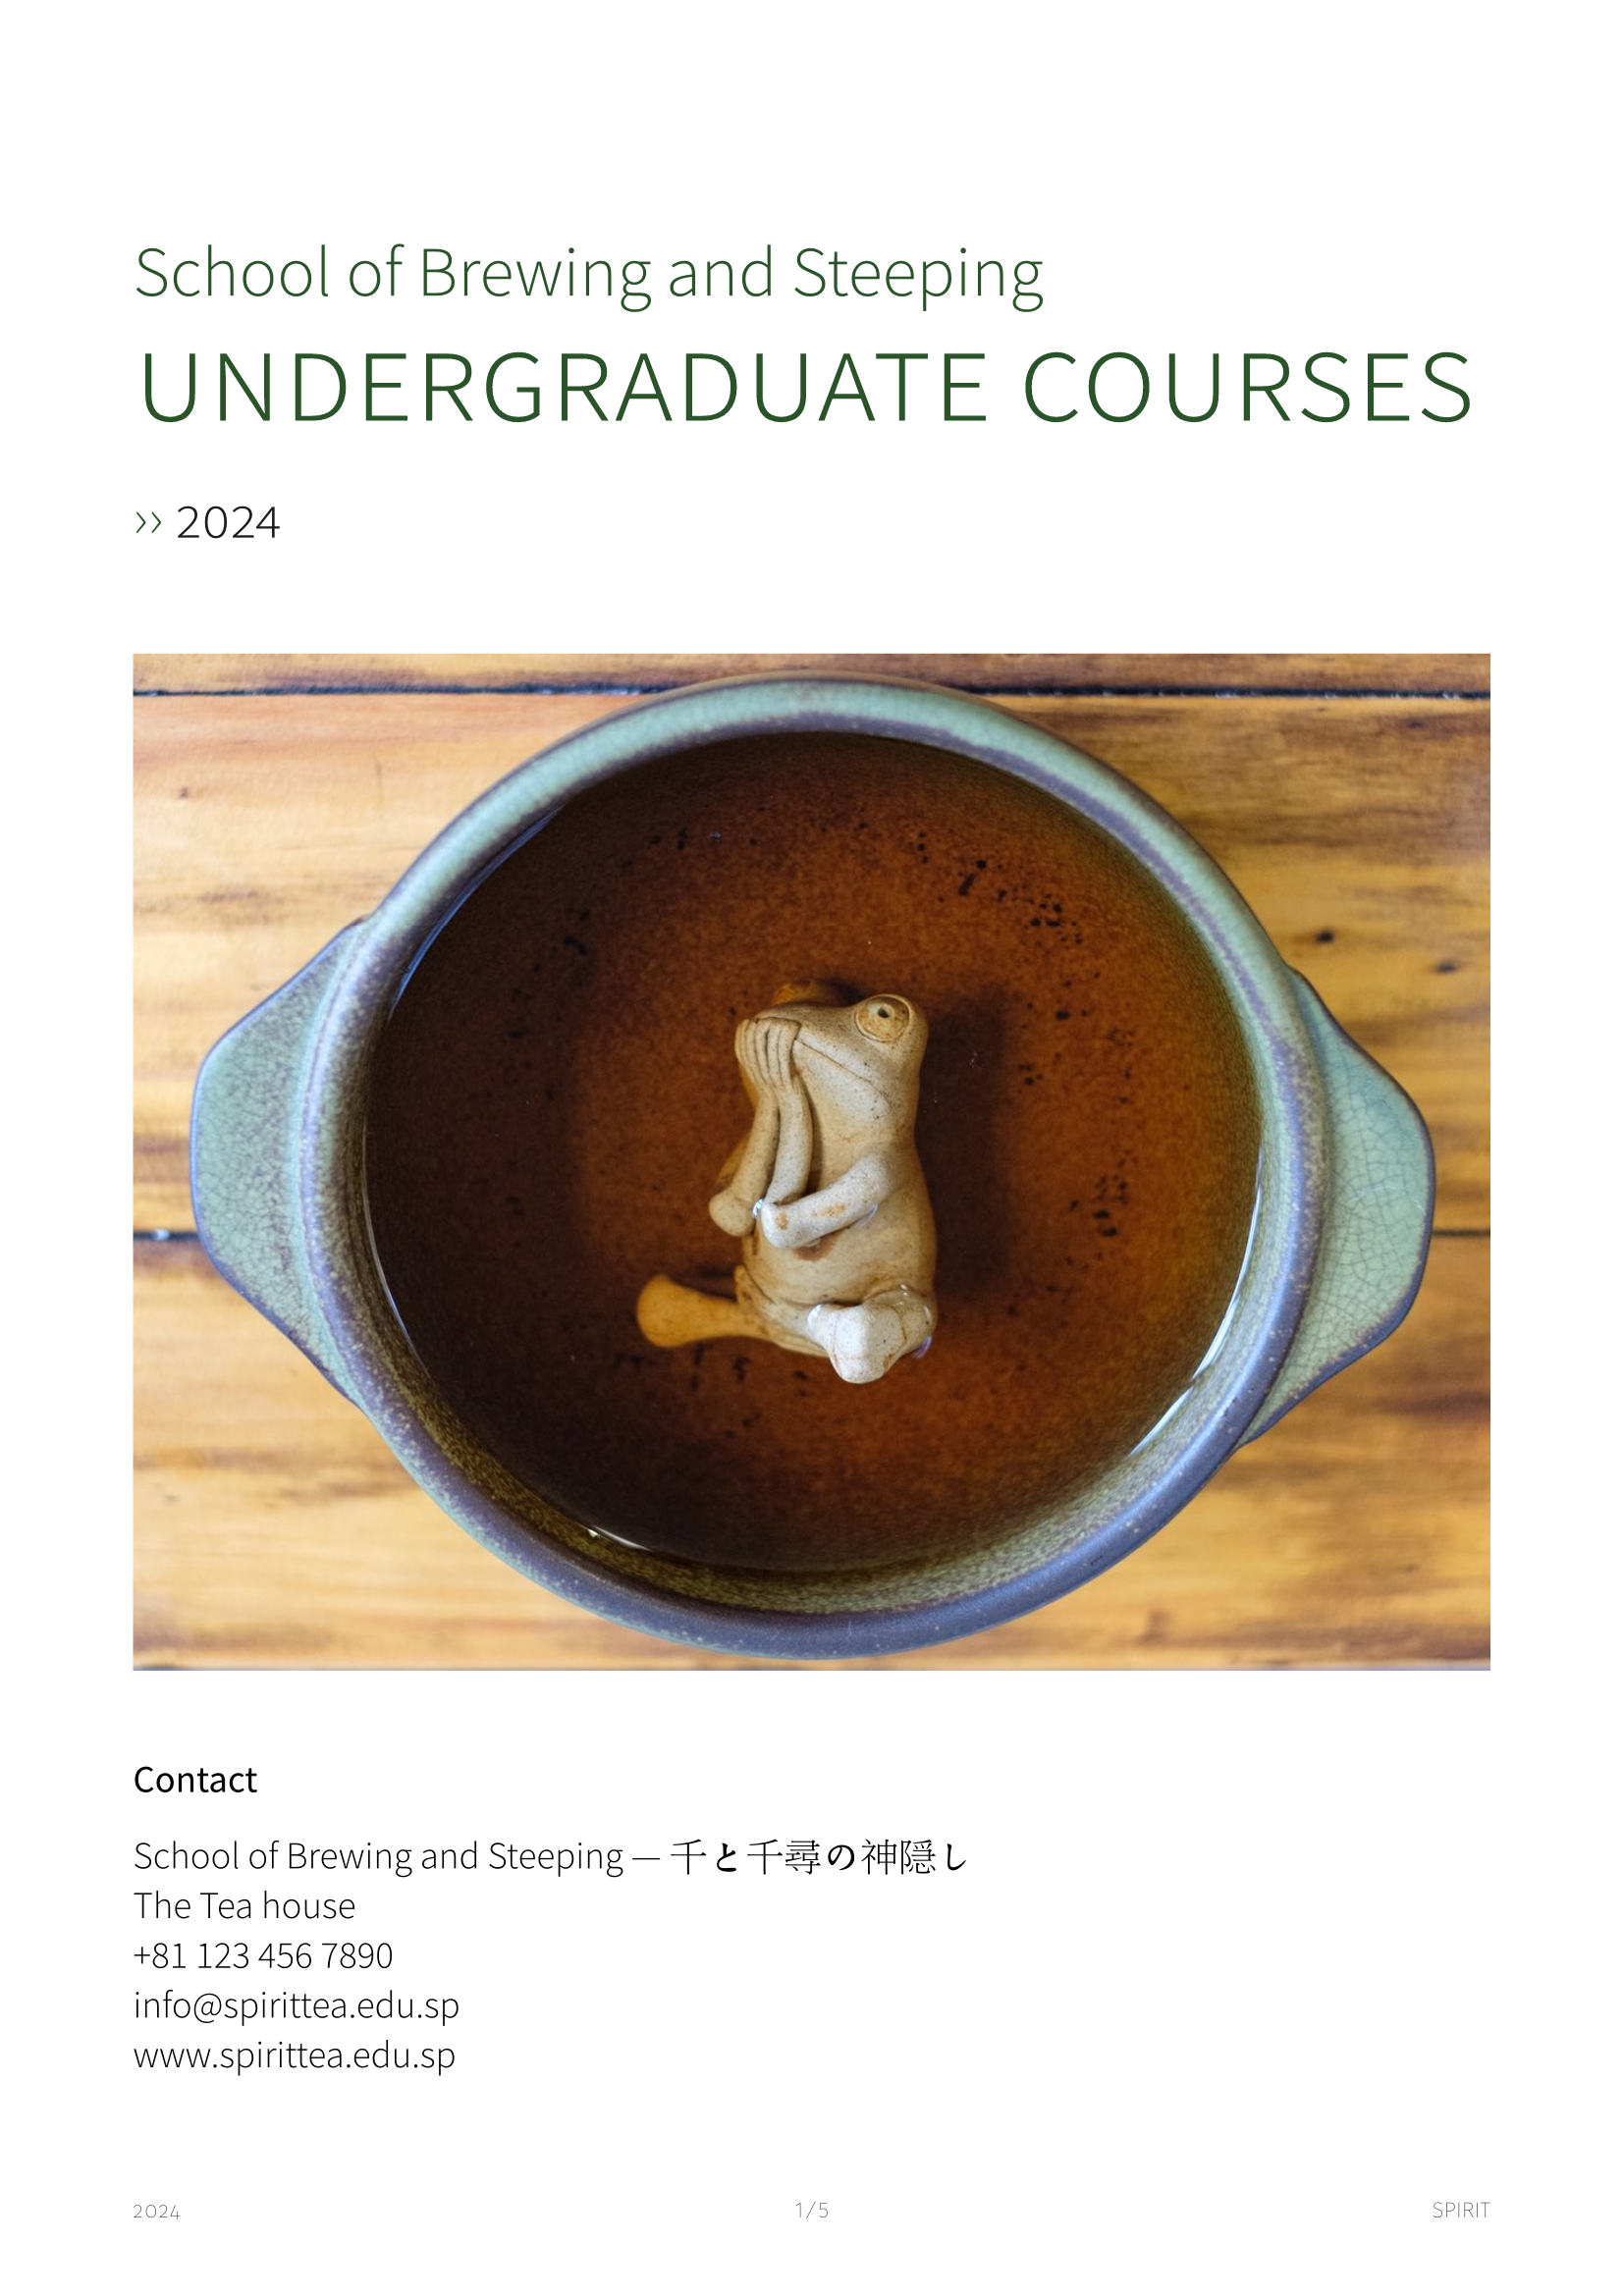 School of Brewing and Steeping
UNDERGRADUATE COURSES
›› 2024
Contact
School of Brewing and Steeping — 千と千尋の神隠し
The Tea house
+81 123 456 7890
info@spirittea.edu.sp
www.spirittea.edu.sp
2024 1/5 SPIRIT